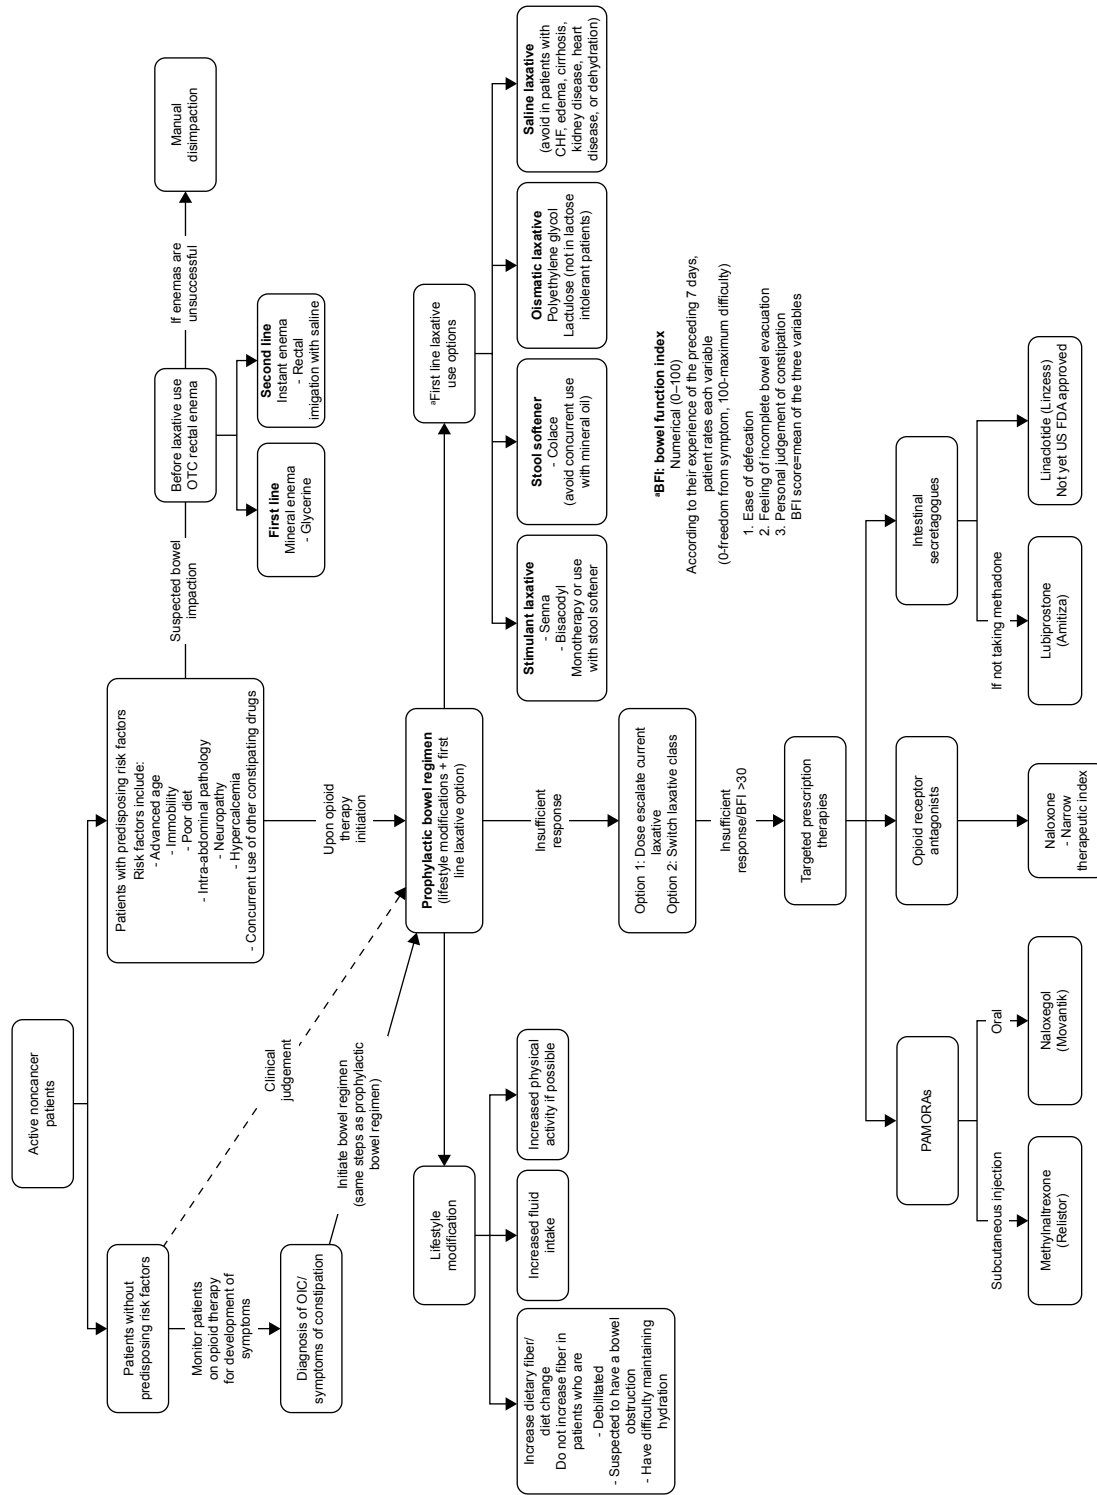 Active noncancer
patients
Patients without
predisposing risk factors
Patients with predisposing risk factors
Risk factors include:
- Advanced age
- Immobility
- Poor diet
- Intra-abdominal pathology
- Neuropathy
- Hypercalcemia
- Concurrent use of other constipating drugs
Suspected bowel
impaction
Before laxative use
OTC rectal enema
If enemas are
unsuccessful
Manual
disimpaction
First line
Mineral enema
- Glycerine
Second line
Instant enema
- Rectal
imigation with saline
Monitor patients
on opioid therapy
for development of
symptoms
Clinical
judgement
Upon opioid
therapy
initiation
Diagnosis of OIC/
symptoms of constipation
Initiate bowel regimen
(same steps as prophylactic
bowel regimen)
Prophylactic bowel regimen
(lifestyle modifications + first
line laxative option)
Lifestyle
modification
ªFirst line laxative
use options
Increase dietary fiber/
diet change
Do not increase fiber in
patients who are
- Debilitated
- Suspected to have a bowel
obstruction
- Have difficulty maintaining
hydration
Increased fluid
intake
Increased physical
activity if possible
Stimulant laxative
- Senna
- Bisacodyl
Monotherapy or use
with stool softener
Stool softener
- Colace
(avoid concurrent use
with mineral oil)
Oismatic laxative
Polyethylene glycol
Lactulose (not in lactose
intolerant patients)
Saline laxative
(avoid in patients with
CHF, edema, cirrhosis,
kidney disease, heart
disease, or dehydration)
Insufficient
response
Option 1: Dose escalate current
laxative
Option 2: Switch laxative class
Insufficient
response/BFI >30
ªBFI: bowel function index
Numerical (0–100)
According to their experience of the preceding 7 days,
patient rates each variable
(0-freedom from symptom, 100-maximum difficulty)
1. Ease of defecation
2. Feeling of incomplete bowel evacuation
3. Personal judgement of constipation
BFI score=mean of the three variables
Targeted prescription
therapies
PAMORAs
Opioid receptor
antagonists
Intestinal
secretagogues
Subcutaneous injection
Oral
If not taking methadone
Methylnaltrexone
(Relistor)
Naloxegol
(Movantik)
Naloxone
- Narrow
therapeutic index
Lubiprostone
(Amitiza)
Linaclotide (Linzess)
Not yet US FDA approved